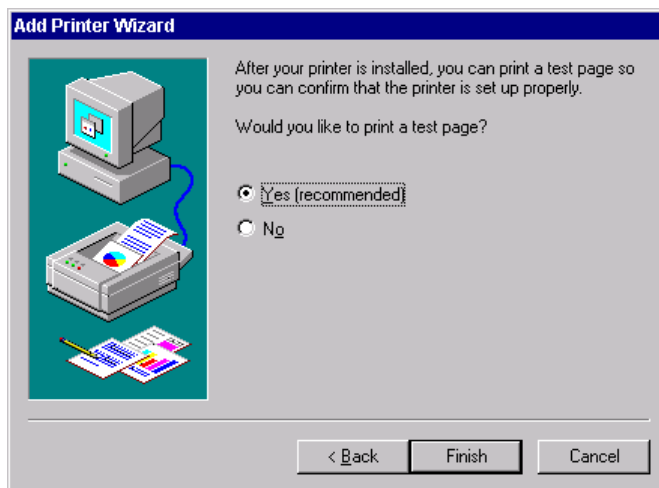 Add Printer Wizard
After your printer is installed, you can print a test page so
you can confirm that the printer is set up properly.
Would you like to print a test page?
Yes (recommended)
No
< Back
Finish
Cancel